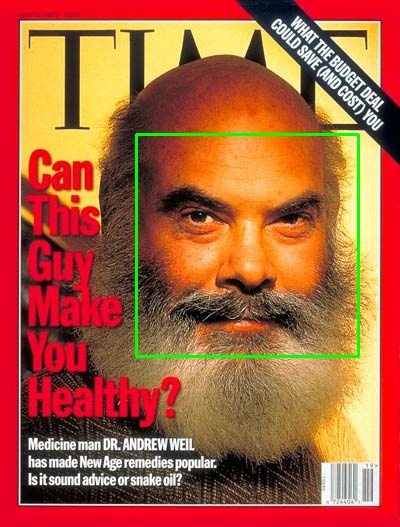 TIME
WHAT THE BUDGET DEAL
COULD SAVE (AND COST) YOU
Can
This
Guy
Make
You
Healthy?
Medicine man DR. ANDREW WEIL
has made New Age remedies popular.
Is it sound advice or snake oil?
19>